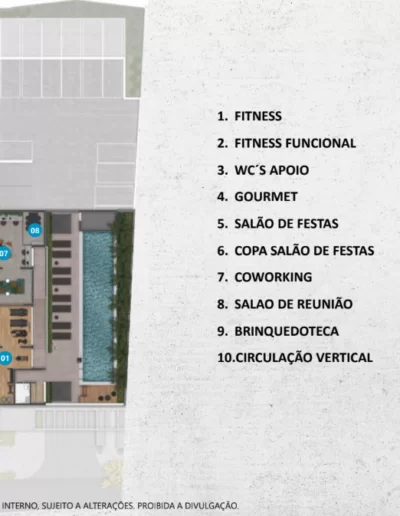 1. FITNESS
2. FITNESS FUNCIONAL
3. WC´S APOIO
4. GOURMET
5. SALÃO DE FESTAS
6. COPA SALÃO DE FESTAS
7. COWORKING
8. SALAO DE REUNIÃO
9. BRINQUEDOTECA
10.CIRCULAÇÃO VERTICAL
08
07
01
INTERNO, SUJEITO A ALTERAÇÕES. PROIBIDA A DIVULGAÇÃO.